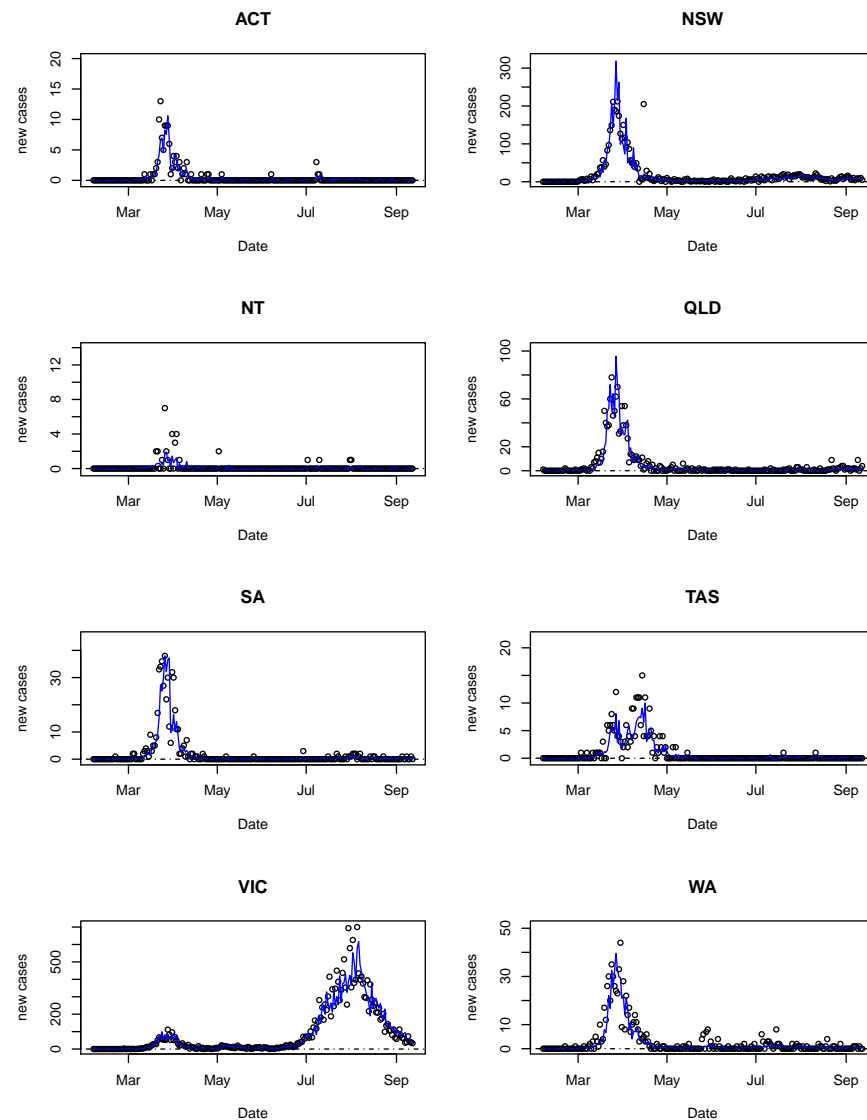 ACT
new cases
20
15
10
5
0
Mar May Jul Sep
Date
NSW
new cases
300
200
100
0
Mar May Jul Sep
Date
NT
new cases
12
8
4
0
Mar May Jul Sep
Date
QLD
new cases
100
60
20
0
Mar May Jul Sep
Date
SA
new cases
30
10
0
Mar May Jul Sep
Date
TAS
new cases
20
15
10
5
0
Mar May Jul Sep
Date
VIC
new cases
500
200
0
Mar May Jul Sep
Date
WA
new cases
50
30
10
0
Mar May Jul Sep
Date